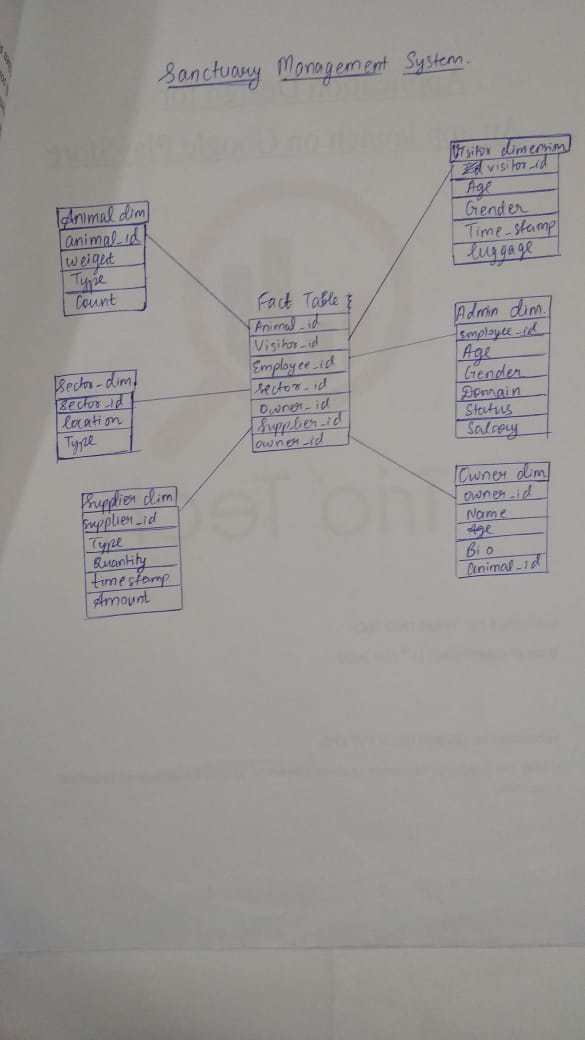 Sanctuary Management System.
Visitor dimension
visitor_id
Age
Gender
Time_stamp
luggage
Animal dim
animal_id
weiget
Type
Count
Fact Table
Animal_id
Visitor_id
Employee_id
Sector_id
Owner_id
Supplier_id
owner_id
Admin dim.
Employee_id
Age
Gender
Domain
Status
Salary
Sector_dim
Sector_id
location
Type
Supplier dim
Supplier_id
Type
Quantity
timestamp
Amount
Owner dim
owner_id
Name
Age
Bio
animal_id